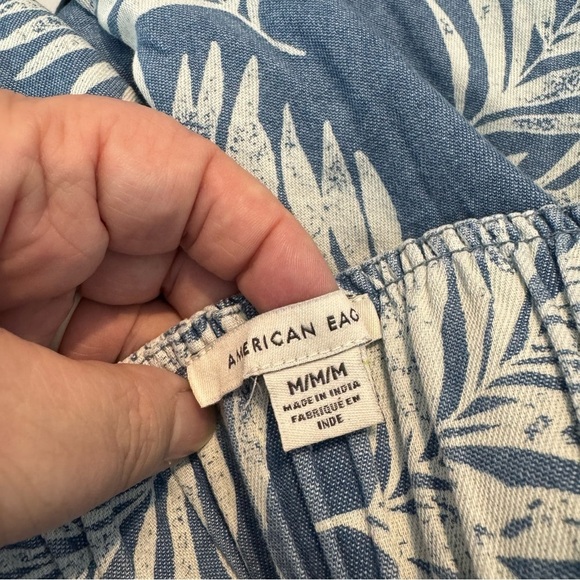 AMERICAN EAG
M/M/M
MADE IN INDIA
FABRIQUÉ EN
INDE